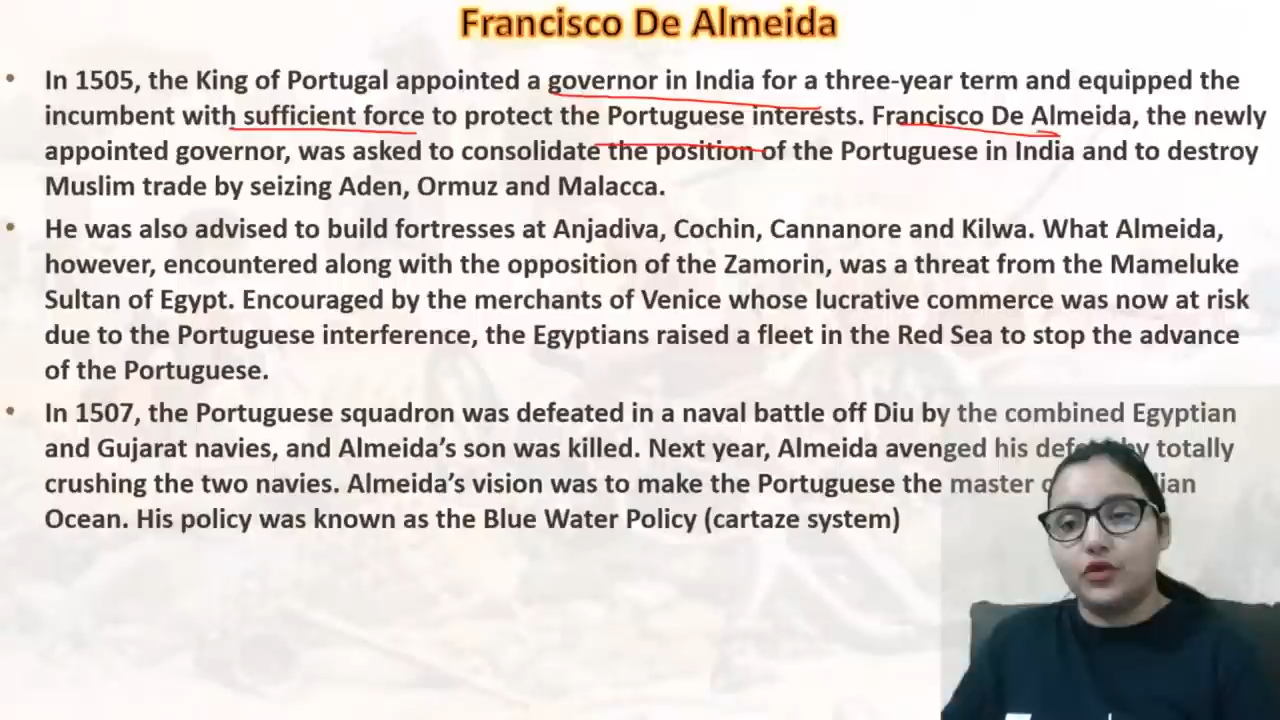 Francisco De Almeida
• In 1505, the King of Portugal appointed a governor in India for a three-year term and equipped the
incumbent with sufficient force to protect the Portuguese interests. Francisco De Almeida, the newly
appointed governor, was asked to consolidate the position of the Portuguese in India and to destroy
Muslim trade by seizing Aden, Ormuz and Malacca.
• He was also advised to build fortresses at Anjadiva, Cochin, Cannanore and Kilwa. What Almeida,
however, encountered along with the opposition of the Zamorin, was a threat from the Mameluke
Sultan of Egypt. Encouraged by the merchants of Venice whose lucrative commerce was now at risk
due to the Portuguese interference, the Egyptians raised a fleet in the Red Sea to stop the advance
of the Portuguese.
• In 1507, the Portuguese squadron was defeated in a naval battle off Diu by the combined Egyptian
and Gujarat navies, and Almeida's son was killed. Next year, Almeida avenged his totally
crushing the two navies. Almeida's vision was to make the Portuguese the master
Ocean. His policy was known as the Blue Water Policy (cartaze system)